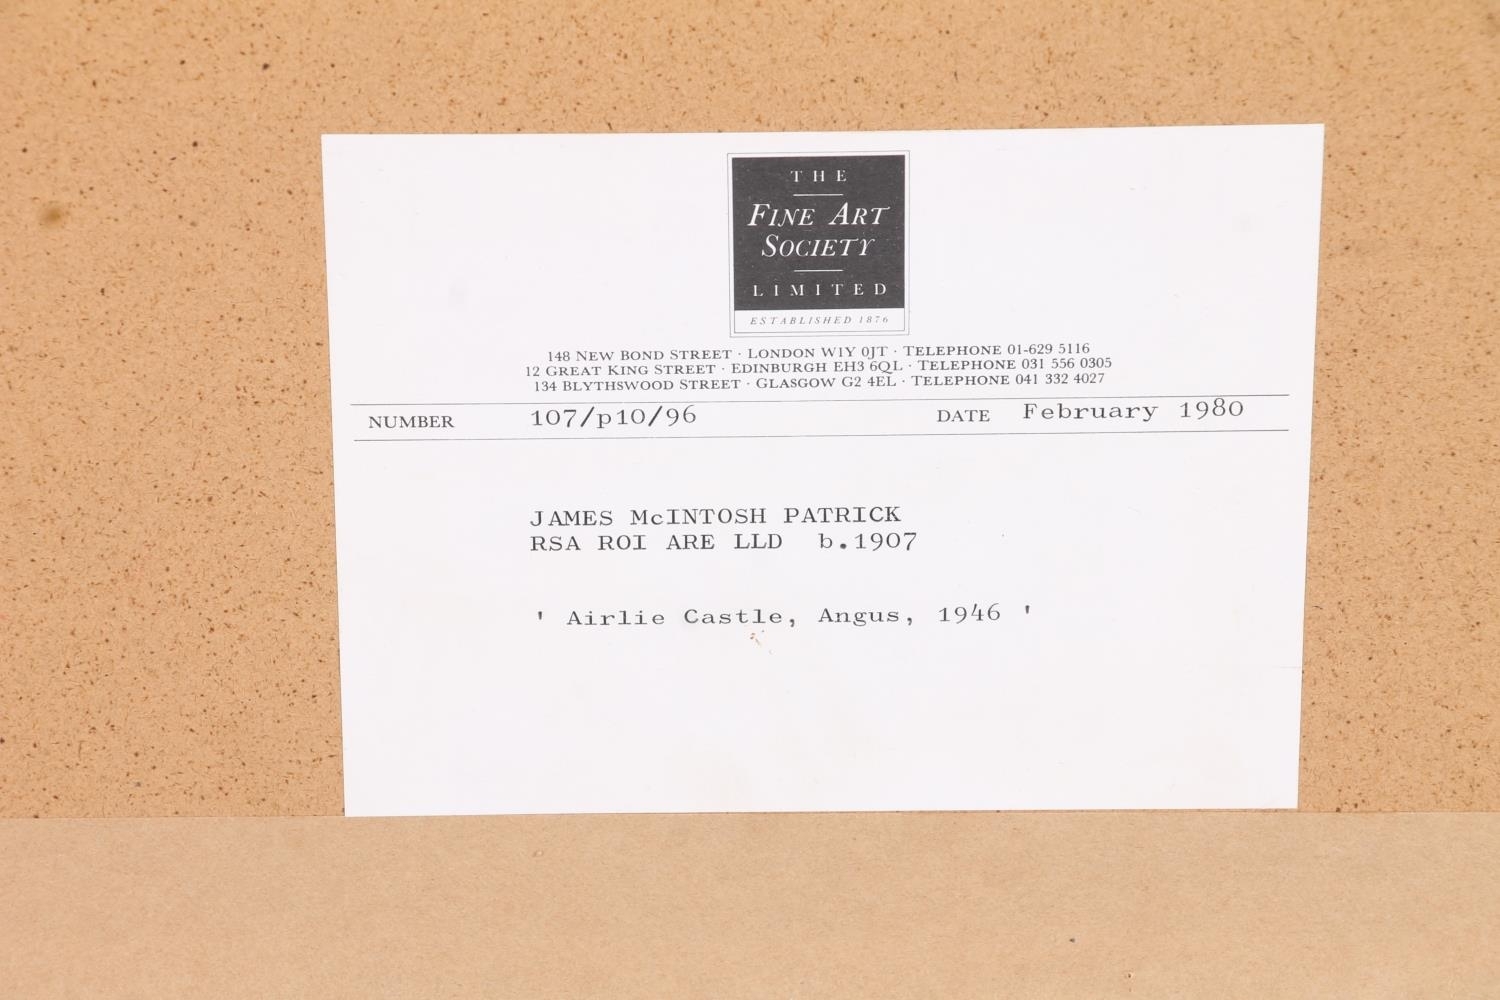 THE
FINE ART
SOCIETY
LIMITED
ESTABLISHED 1876
148 NEW BOND STREET · LONDON W1Y 0JT · TELEPHONE 01-629 5116
12 GREAT KING STREET · EDINBURGH EH3 6QL · TELEPHONE 031 556 0305
134 BLYTHSWOOD STREET · GLASGOW G2 4EL · TELEPHONE 041 332 4027
NUMBER 107/p10/96 DATE February 1980
JAMES McINTOSH PATRICK
RSA ROI ARE LLD b.1907
' Airlie Castle, Angus, 1946 '